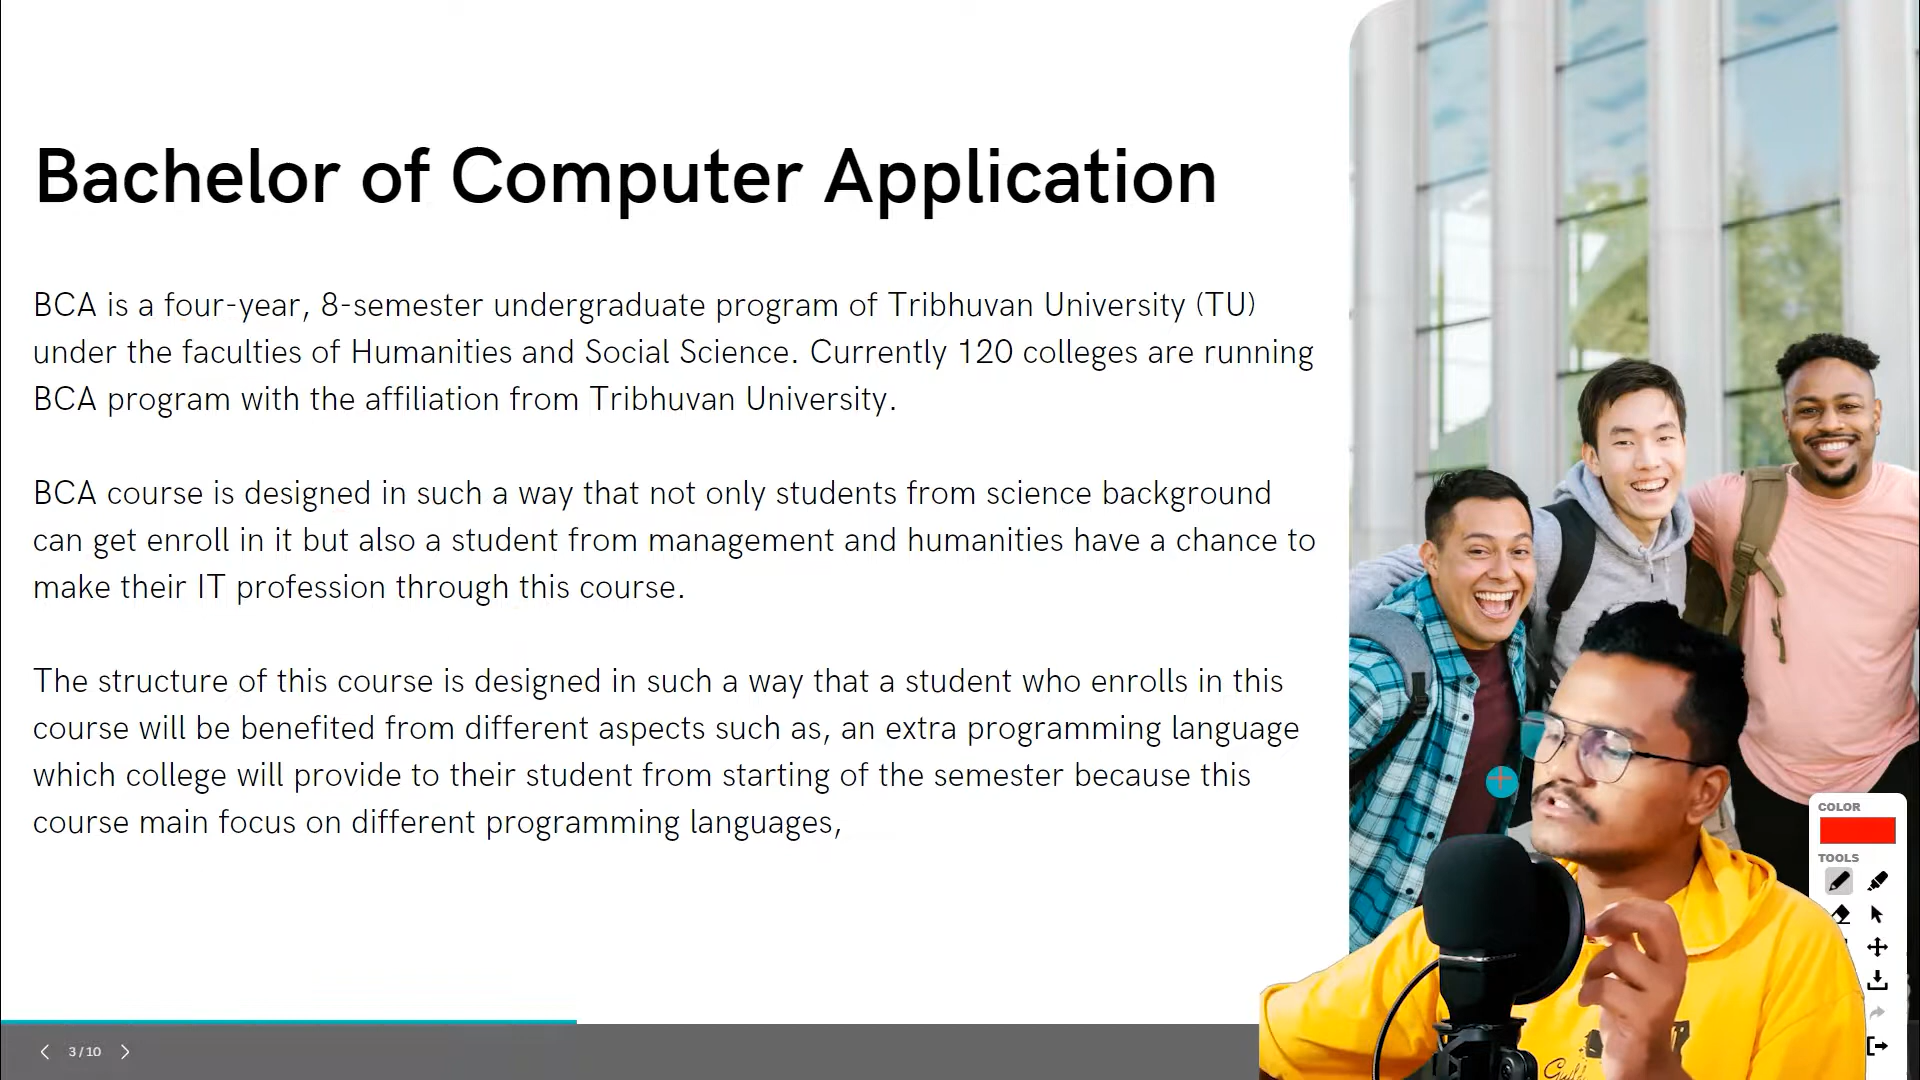 Bachelor of Computer Application
BCA is a four-year, 8-semester undergraduate program of Tribhuvan University (TU)
under the faculties of Humanities and Social Science. Currently 120 colleges are running
BCA program with the affiliation from Tribhuvan University.
BCA course is designed in such a way that not only students from science background
can get enroll in it but also a student from management and humanities have a chance to
make their IT profession through this course.
The structure of this course is designed in such a way that a student who enrolls in this
course will be benefited from different aspects such as, an extra programming language
which college will provide to their student from starting of the semester because this
course main focus on different programming languages,
COLOR
TOOLS
3 / 10